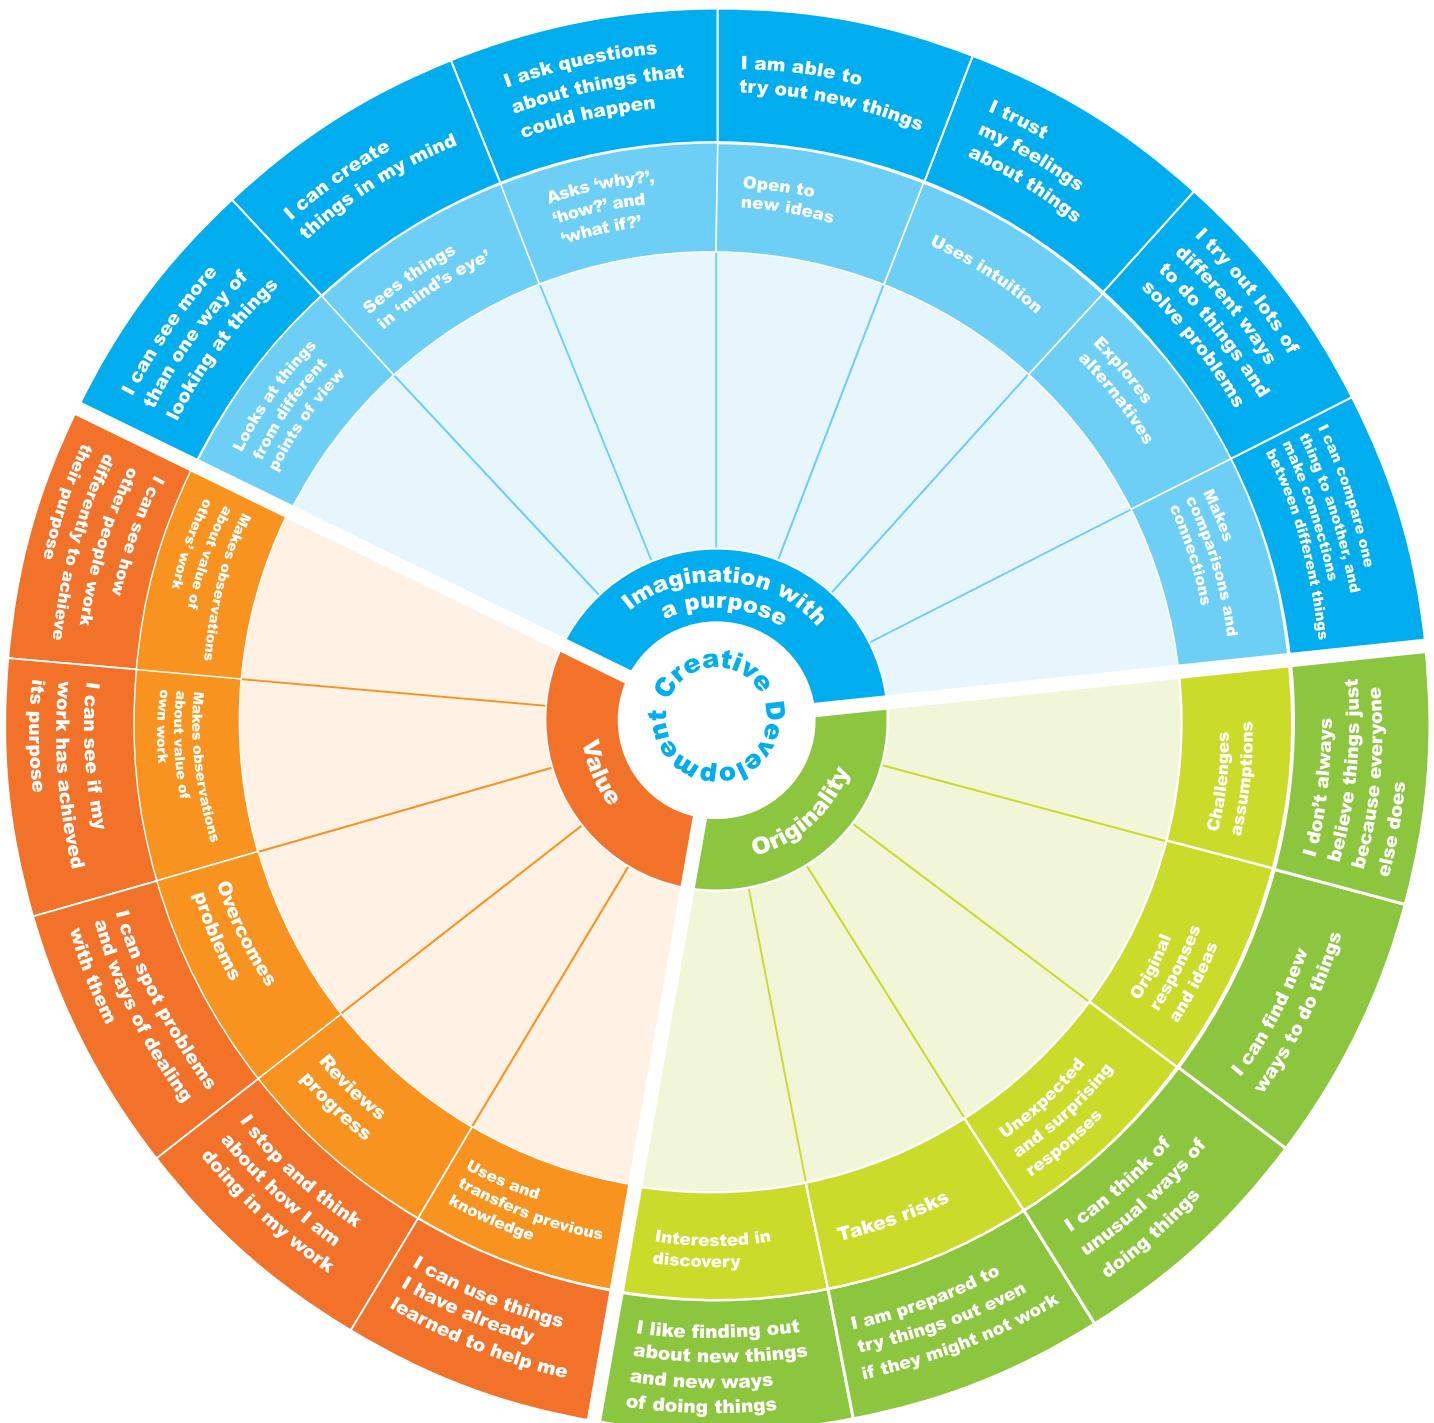 Creative Development
Imagination with
a purpose
Originality
Value
I can see more
than one way of
looking at things
Looks at things
from different
points of view
I can create
things in my mind
Sees things
in ‘mind’s eye’
I ask questions
about things that
could happen
Asks ‘why?’,
‘how?’ and
‘what if?’
I am able to
try out new things
Open to
new ideas
I trust
my feelings
about things
Uses intuition
I try out lots of
different ways
to do things and
solve problems
Explores
alternatives
I can compare one
thing to another, and
make connections
between different things
Makes
comparisons and
connections
I don’t always
believe things just
because everyone
else does
Challenges
assumptions
I can find new
ways to do things
Original
responses
and ideas
I can think of
unusual ways of
doing things
Unexpected
and surprising
responses
I am prepared to
try things out even
if they might not work
Takes risks
I like finding out
about new things
and new ways
of doing things
Interested in
discovery
I can use things
I have already
learned to help me
Uses and
transfers previous
knowledge
I stop and think
about how I am
doing in my work
Reviews
progress
I can spot problems
and ways of dealing
with them
Overcomes
problems
I can see if my
work has achieved
its purpose
Makes observations
about value of
own work
I can see how
other people work
differently to achieve
their purpose
Makes observations
about value of
others’ work